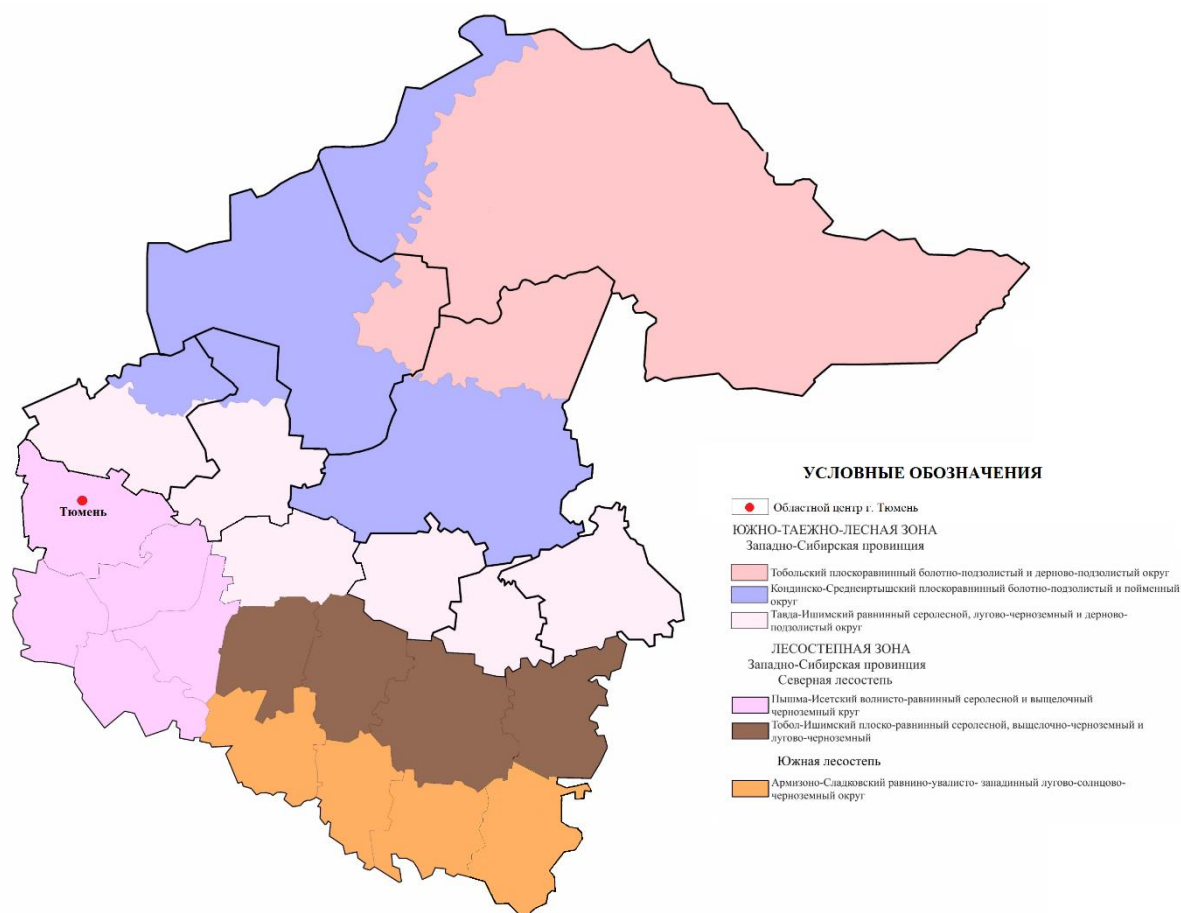 Тюмень
УСЛОВНЫЕ ОБОЗНАЧЕНИЯ
Областной центр г. Тюмень
ЮЖНО-ТАЕЖНО-ЛЕСНАЯ ЗОНА
Западно-Сибирская провинция
Тобольский плоскоравнинный болотно-подзолистый и дерново-подзолистый округ
Кондинско-Среднеиртышский плоскоравнинный болотно-подзолистый и пойменный
округ
Тавда-Ишимский равнинный серолесной, лугово-черноземный и дерново-
подзолистый округ
ЛЕСОСТЕПНАЯ ЗОНА
Западно-Сибирская провинция
Северная лесостепь
Пышма-Исетский волнисто-равнинный серолесной и выщелочный
черноземный круг
Тобол-Ишимский плоско-равнинный серолесной, выщелочно-черноземный и
лугово-черноземный
Южная лесостепь
Армизоно-Сладковский равнино-увалисто- западинный лугово-солнцово-
черноземный округ